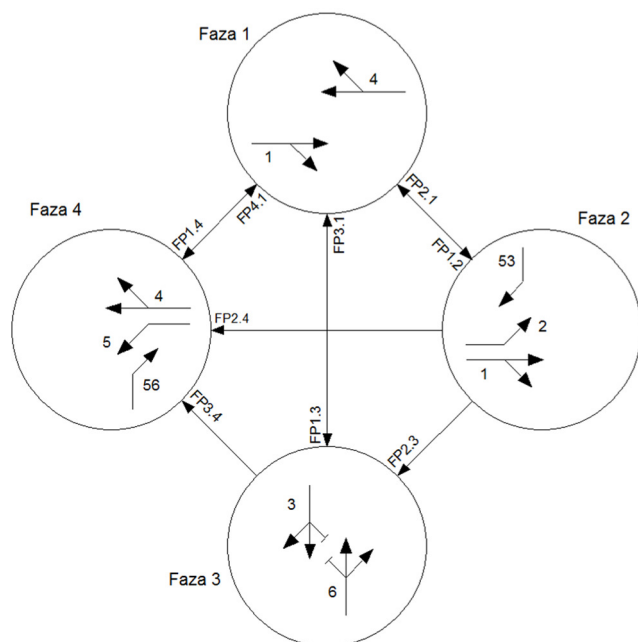 Faza 1
4
1
FP1.4
FP4.1
FP3.1
FP2.1
FP1.2
Faza 4
Faza 2
4
5
56
FP2.4
53
2
1
FP3.4
FP1.3
FP2.3
3
6
Faza 3